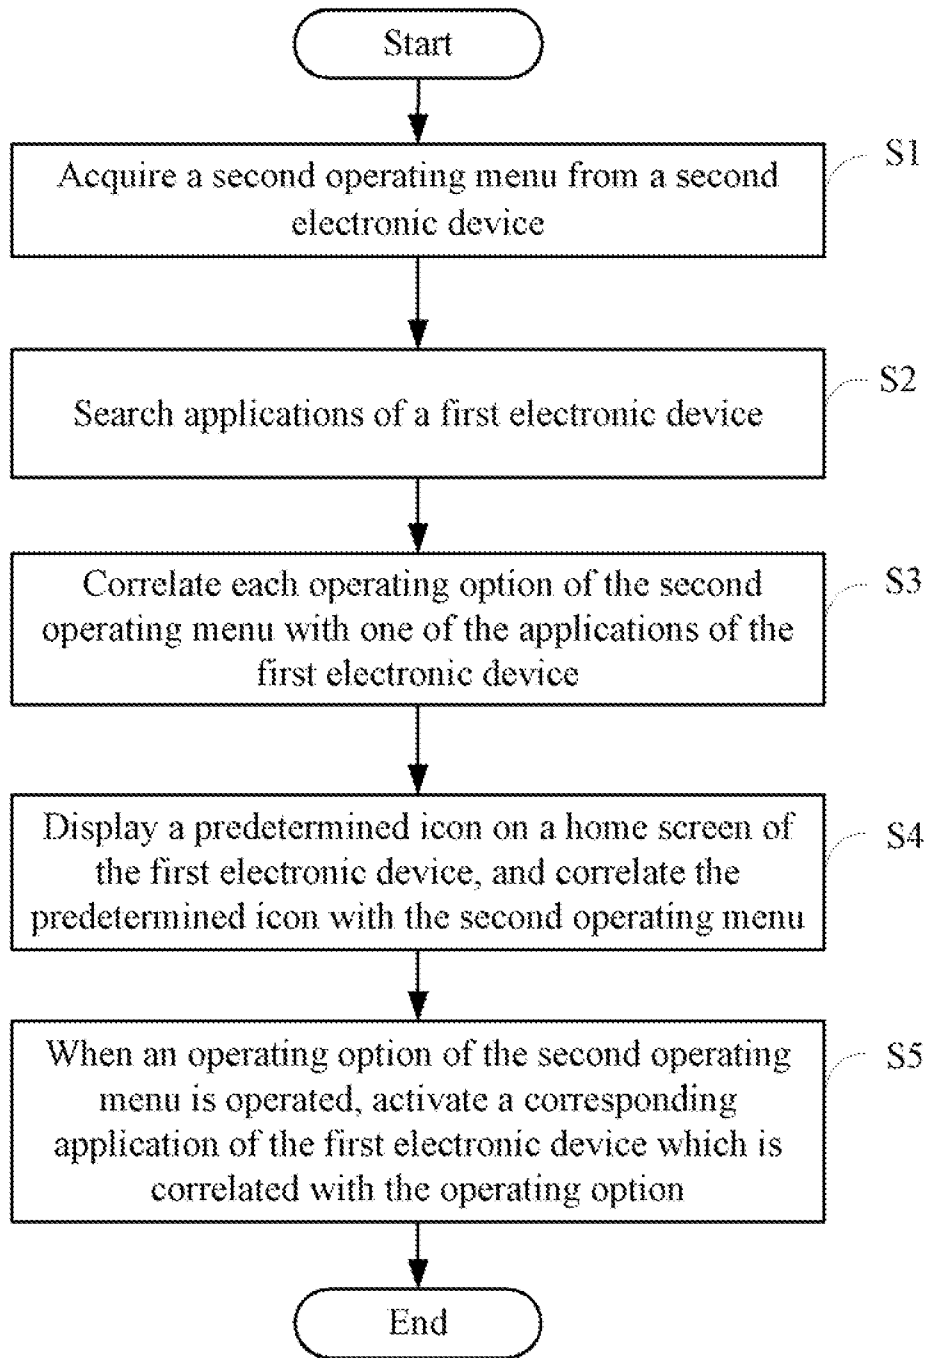 Start
S1
Acquire a second operating menu from a second
electronic device
S2
Search applications of a first electronic device
S3
Correlate each operating option of the second
operating menu with one of the applications of the
first electronic device
S4
Display a predetermined icon on a home screen of
the first electronic device, and correlate the
predetermined icon with the second operating menu
S5
When an operating option of the second operating
menu is operated, activate a corresponding
application of the first electronic device which is
correlated with the operating option
End